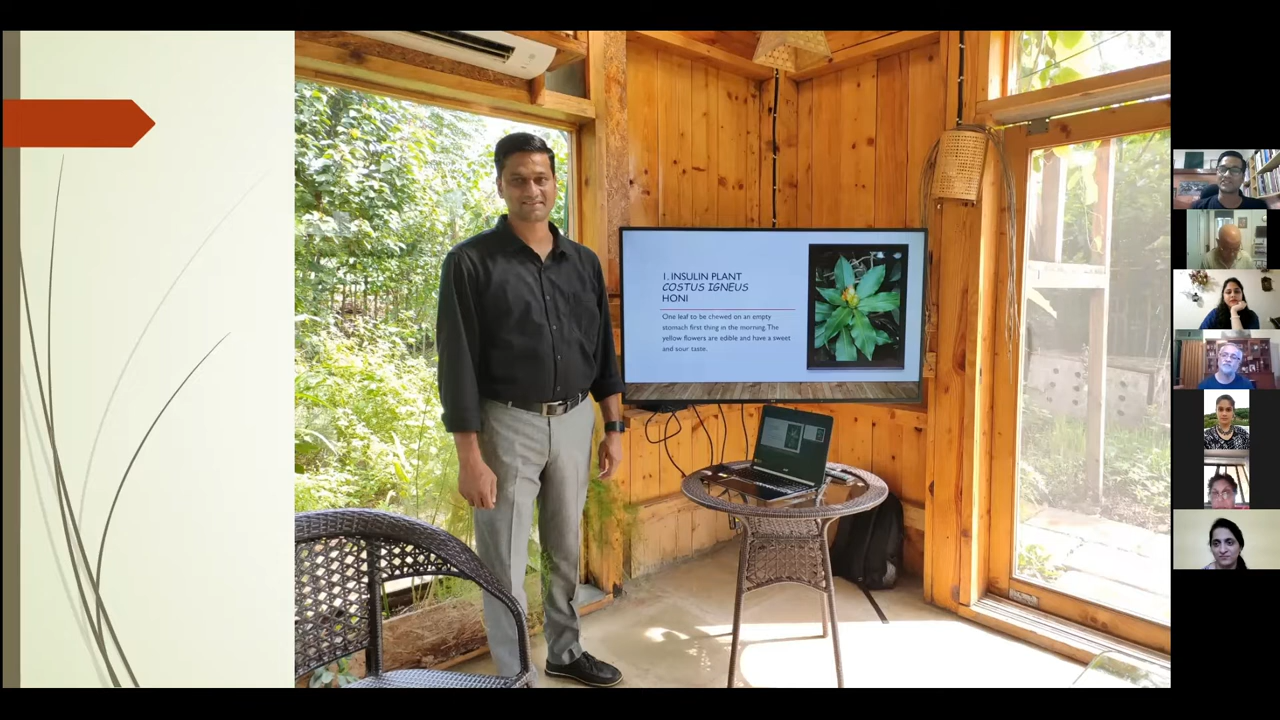 1. INSULIN PLANT
COSTUS IGNEUS
HONI
One leaf to be chewed on an empty
stomach first thing in the morning. The
yellow flowers are edible and have a sweet
and sour taste.